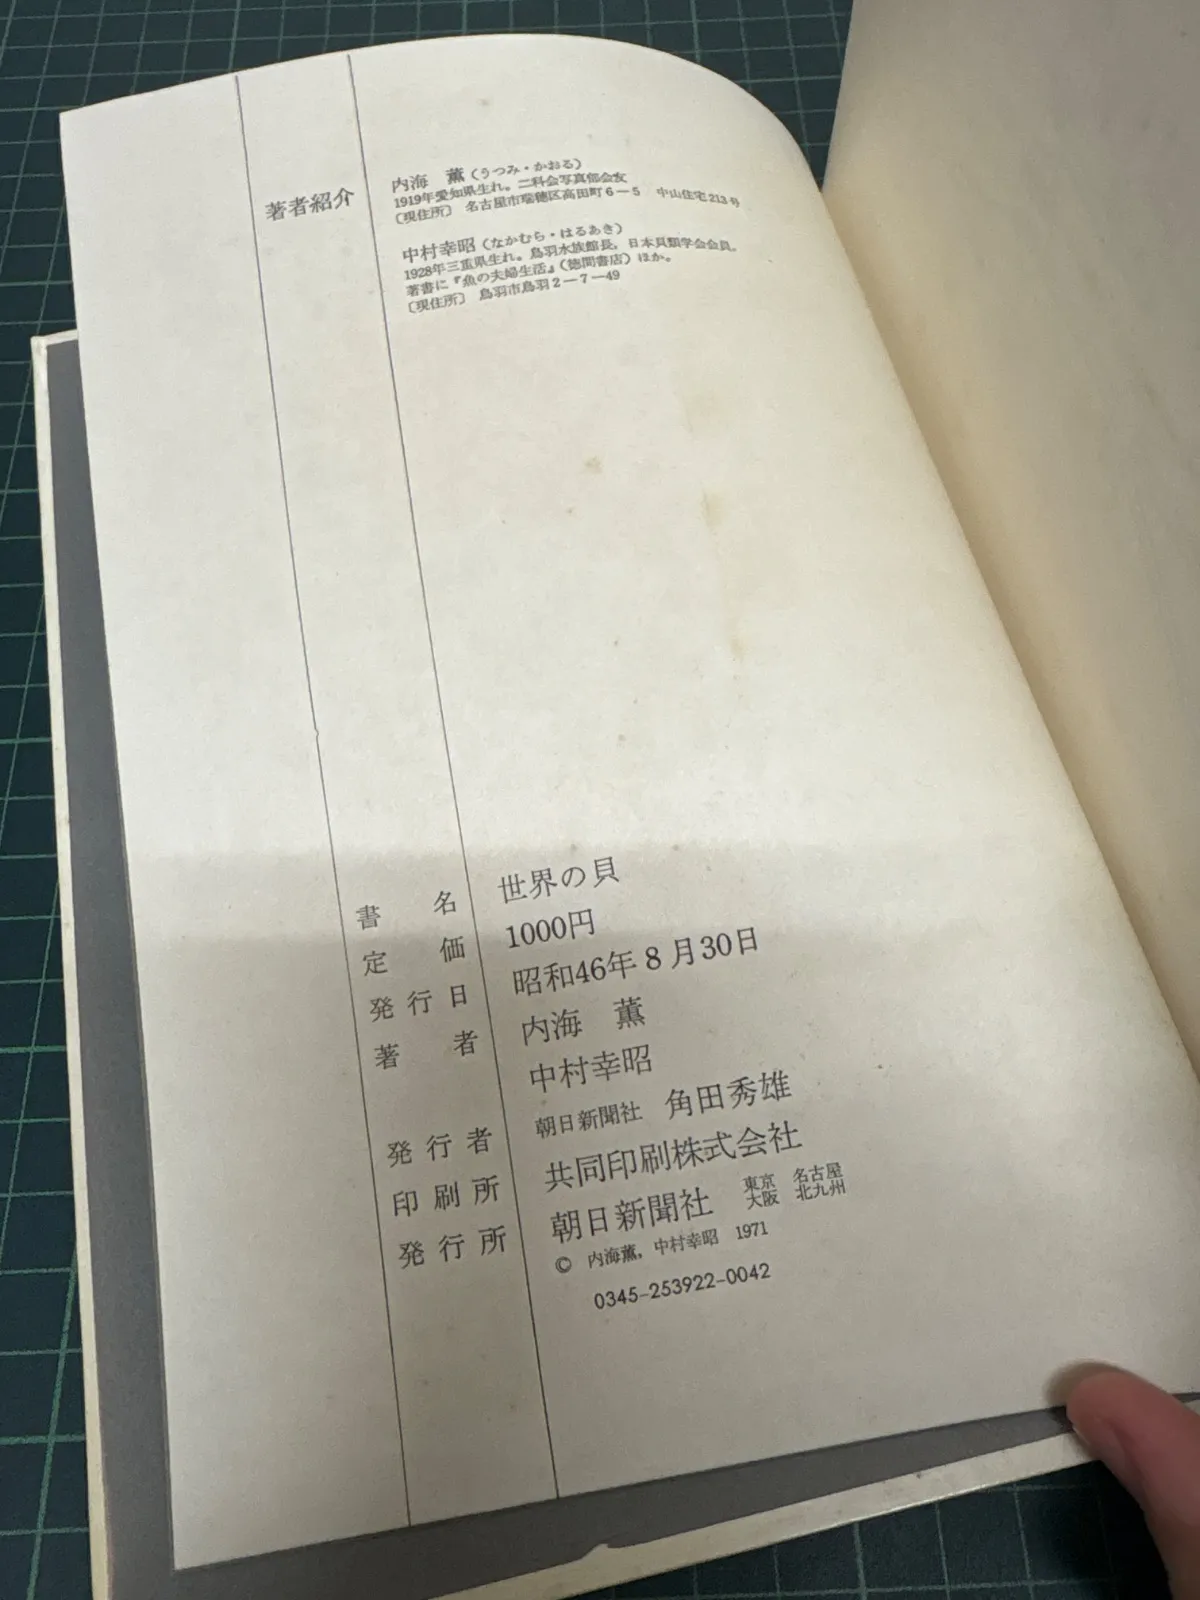 著者紹介
内海 薫(うつみ・かおる)
1919年愛知県生れ。二科会写真部会友
〔現住所〕 名古屋市瑞穂区高田町6－5 中山住宅213号
中村幸昭(なかむら・はるあき)
1928年三重県生れ。鳥羽水族館長，日本貝類学会会員。
著書に『魚の夫婦生活』(徳間書店)ほか。
〔現住所〕 鳥羽市鳥羽2－7－49
書名 世界の貝
定価 1000円
発行日 昭和46年8月30日
著者 内海 薫
中村幸昭
発行者 朝日新聞社 角田秀雄
印刷所 共同印刷株式会社
発行所 朝日新聞社 東京 名古屋
大阪 北九州
© 内海薫，中村幸昭 1971
0345-253922-0042